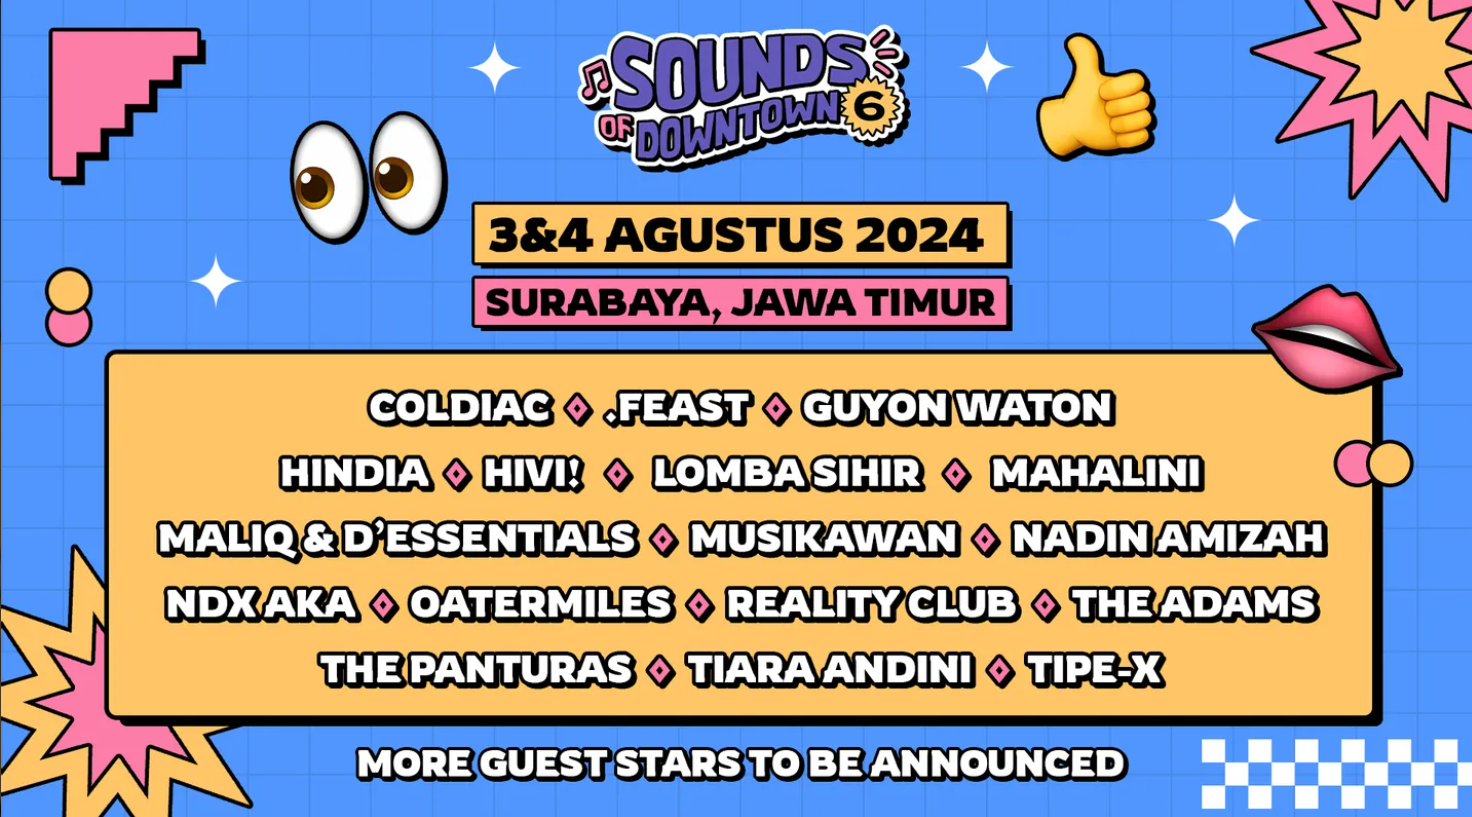 SOUNDS
OF DOWNTOWN 6
3&4 AGUSTUS 2024
SURABAYA, JAWA TIMUR
COLDIAC ◇ .FEAST ◇ GUYON WATON
HINDIA ◇ HIVI! ◇ LOMBA SIHIR ◇ MAHALINI
MALIQ & D'ESSENTIALS ◇ MUSIKAWAN ◇ NADIN AMIZAH
NDX AKA ◇ OATERMILES ◇ REALITY CLUB ◇ THE ADAMS
THE PANTURAS ◇ TIARA ANDINI ◇ TIPE-X
MORE GUEST STARS TO BE ANNOUNCED